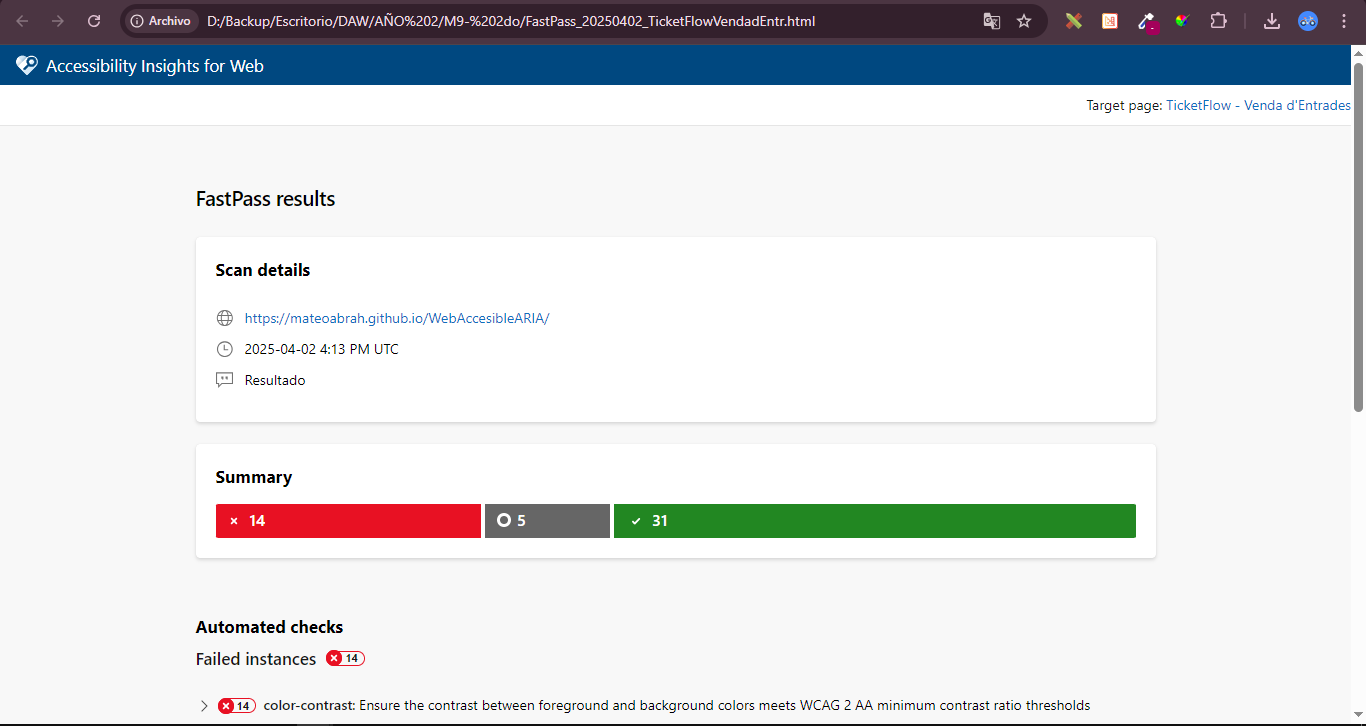 Archivo D:/Backup/Escritorio/DAW/AÑO%202/M9-%202do/FastPass_20250402_TicketFlowVendadEntr.html
Accessibility Insights for Web
Target page: TicketFlow - Venda d'Entrades
FastPass results
Scan details
https://mateoabrah.github.io/WebAccesibleARIA/
2025-04-02 4:13 PM UTC
Resultado
Summary
14 5 31
Automated checks
Failed instances 14
14 color-contrast: Ensure the contrast between foreground and background colors meets WCAG 2 AA minimum contrast ratio thresholds